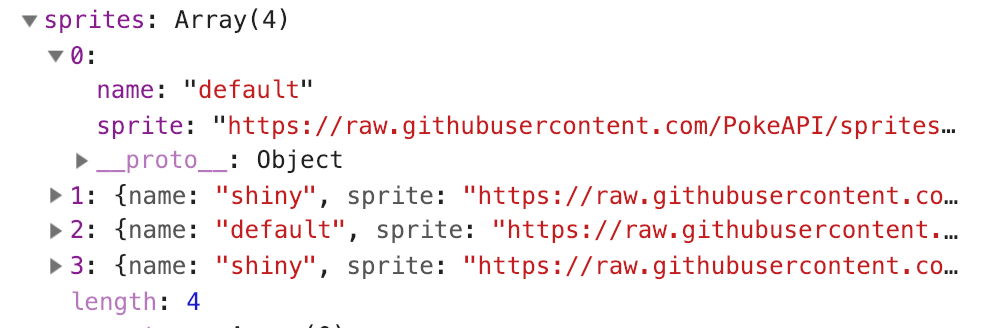 ▼sprites: Array(4)
▼0:
name: "default"
sprite: "https://raw.githubusercontent.com/PokeAPI/sprites…
▶__proto__: Object
▶1: {name: "shiny", sprite: "https://raw.githubusercontent.co…
▶2: {name: "default", sprite: "https://raw.githubusercontent.…
▶3: {name: "shiny", sprite: "https://raw.githubusercontent.co…
length: 4